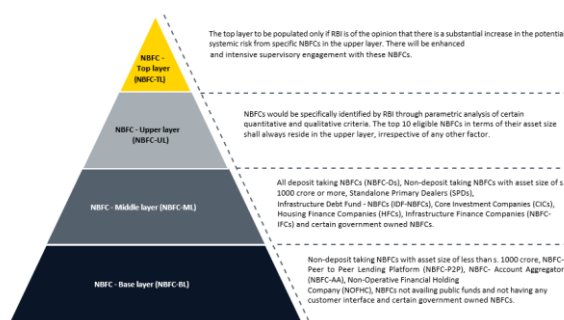 NBFC -
Top layer
(NBFC-TL)
The top layer to be populated only if RBI is of the opinion that there is a substantial increase in the potential
systemic risk from specific NBFCs in the upper layer. There will be enhanced
and intensive supervisory engagement with these NBFCs.
NBFC - Upper layer
(NBFC-UL)
NBFCs would be specifically identified by RBI through parametric analysis of certain
quantitative and qualitative criteria. The top 10 eligible NBFCs in terms of their asset size
shall always reside in the upper layer, irrespective of any other factor.
NBFC - Middle layer (NBFC-ML)
All deposit taking NBFCs (NBFC-Ds), Non-deposit taking NBFCs with asset size of s.
1000 crore or more, Standalone Primary Dealers (SPDs),
Infrastructure Debt Fund - NBFCs (IDF-NBFCs), Core Investment Companies (CICs),
Housing Finance Companies (HFCs), Infrastructure Finance Companies (NBFC-
IFCs) and certain government owned NBFCs.
NBFC - Base layer (NBFC-BL)
Non-deposit taking NBFCs with asset size of less than s. 1000 crore, NBFC-
Peer to Peer Lending Platform (NBFC-P2P), NBFC- Account Aggregator
(NBFC-AA), Non-Operative Financial Holding
Company (NOFHC), NBFCs not availing public funds and not having any
customer interface and certain government owned NBFCs.